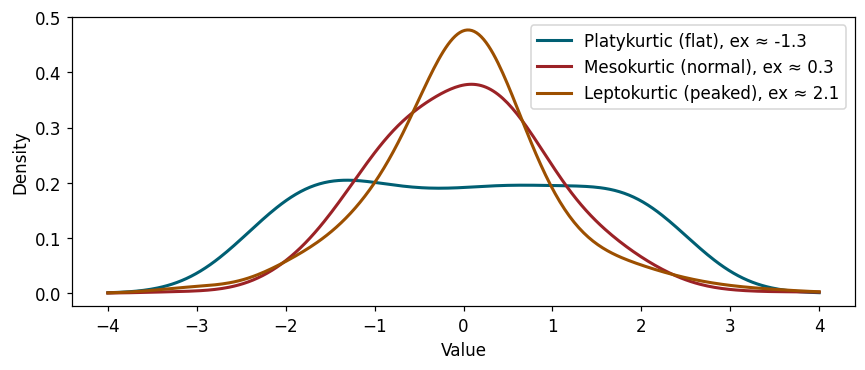 0.5
0.4
0.3
0.2
0.1
0.0
Density
Platykurtic (flat), ex ≈ -1.3
Mesokurtic (normal), ex ≈ 0.3
Leptokurtic (peaked), ex ≈ 2.1
−4 −3 −2 −1 0 1 2 3 4
Value